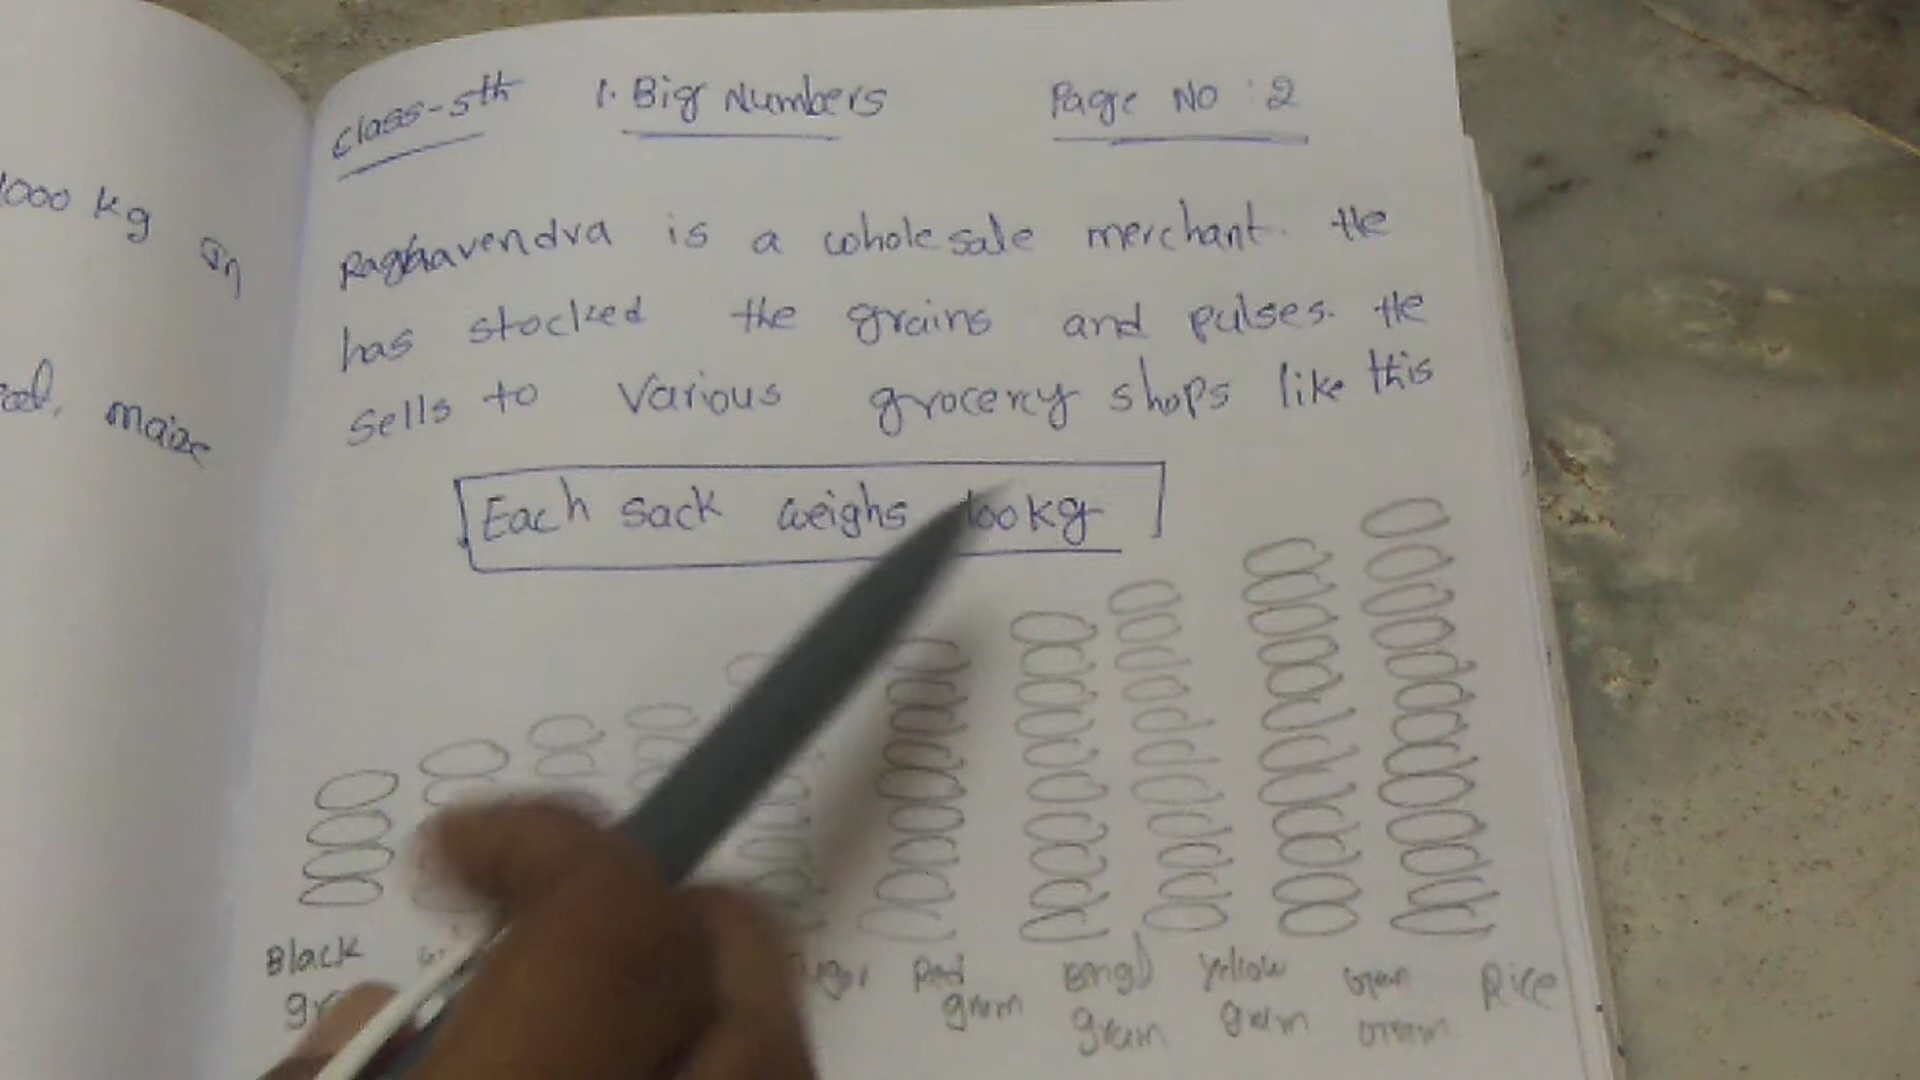 1000 kg
maize
Class-5th 1. Big Numbers Page No : 2
Raghavendra is a wholesale merchant. He
has stocked the grains and pulses. He
sells to various grocery shops like this
Each sack weighs 100kg
Black Red Bengl Yellow Green Rice
gram gram gram gram